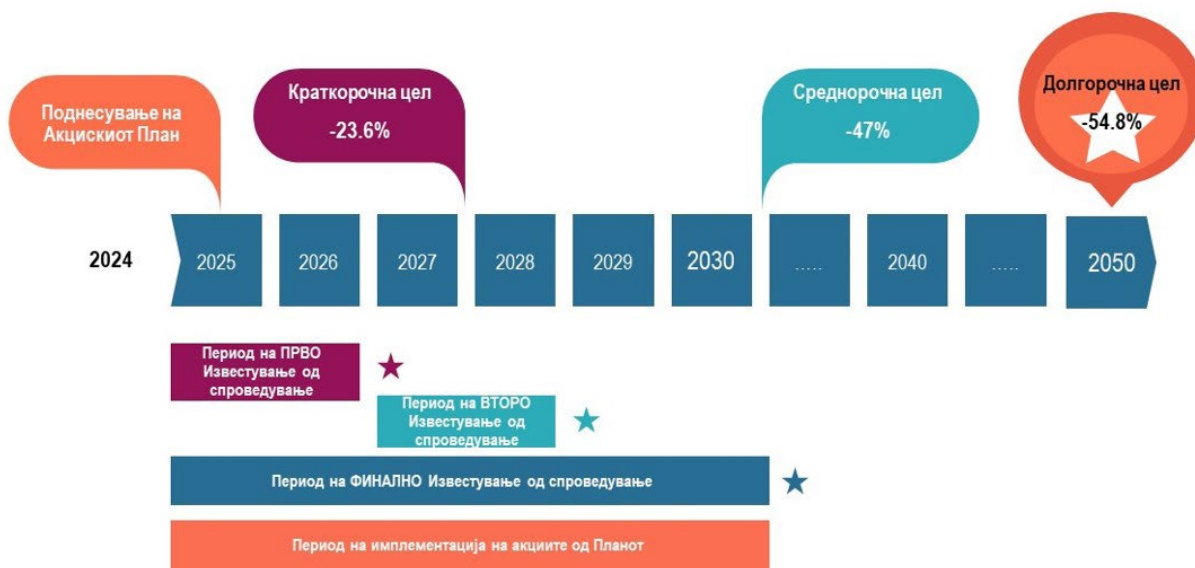 Поднесување на
Акцискиот План
Краткорочна цел
-23.6%
Среднорочна цел
-47%
Долгорочна цел
-54.8%
2024
2025
2026
2027
2028
2029
2030
.....
2040
.....
2050
Период на ПРВО
Известување од
спроведување
Период на ВТОРО
Известување од
спроведување
Период на ФИНАЛНО Известување од спроведување
Период на имплементација на акциите од Планот